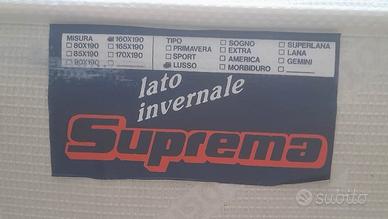 MISURA 160X190
80X190 165X190
85X190 170X190
90X190
TIPO SOGNO SUPERLANA
PRIMAVERA EXTRA LANA
SPORT AMERICA GEMINI
LUSSO MORBIDURO
lato
invernale
Suprema
subito